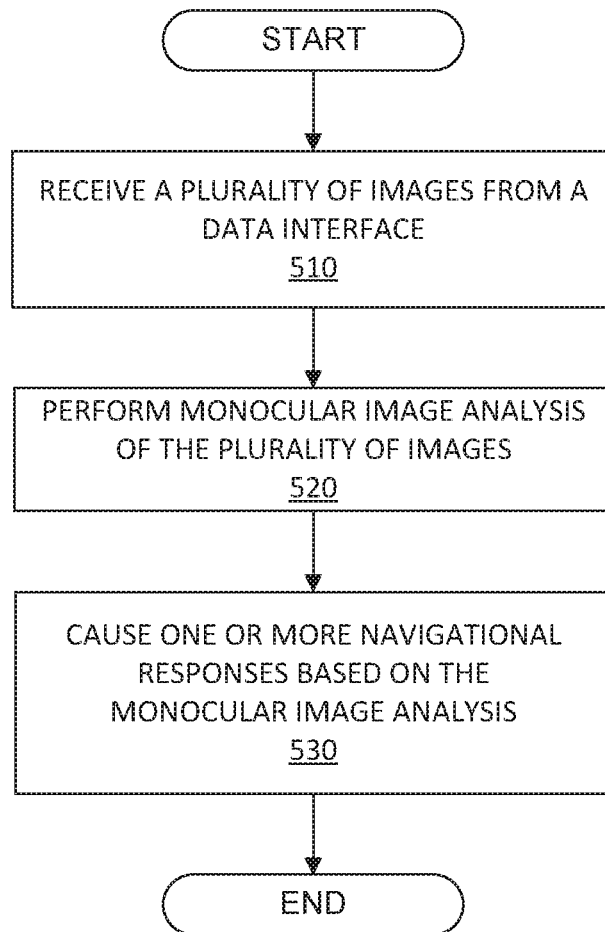 START
RECEIVE A PLURALITY OF IMAGES FROM A
DATA INTERFACE
510
PERFORM MONOCULAR IMAGE ANALYSIS
OF THE PLURALITY OF IMAGES
520
CAUSE ONE OR MORE NAVIGATIONAL
RESPONSES BASED ON THE
MONOCULAR IMAGE ANALYSIS
530
END